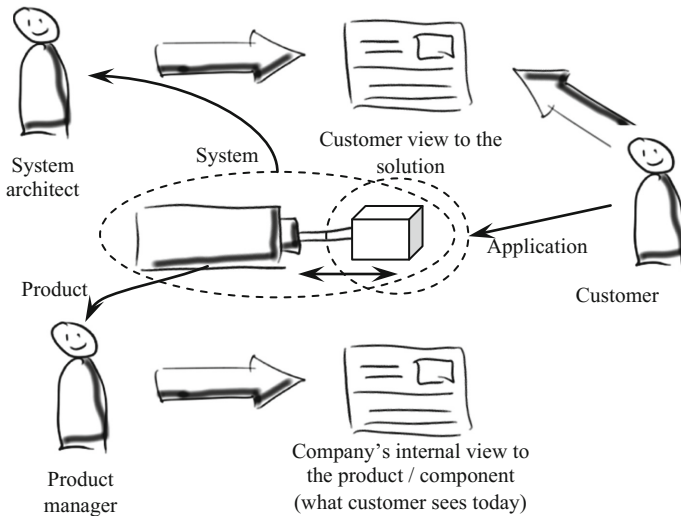 System
architect
System
Customer view to the
solution
Application
Customer
Product
Product
manager
Company’s internal view to
the product / component
(what customer sees today)